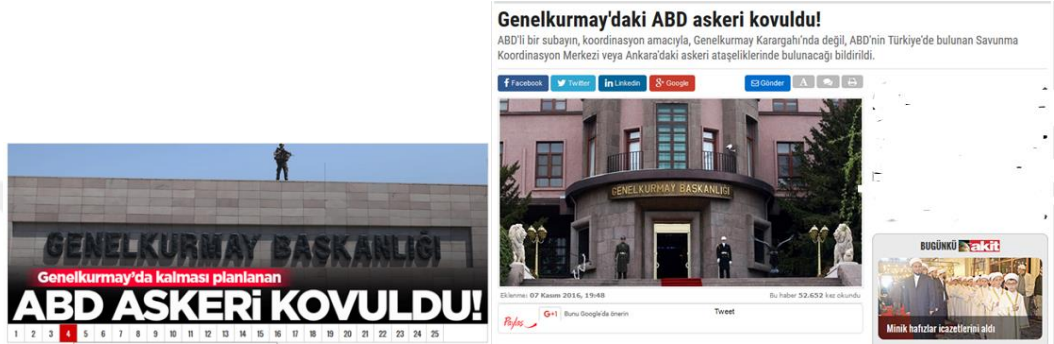 GENELKURMAY BAŞKANLIĞI
Genelkurmay'da kalması planlanan
ABD ASKERİ KOVULDU!
1 2 3 4 5 6 7 8 9 10 11 12 13 14 15 16 17 18 19 20 21 22 23 24 25
Genelkurmay'daki ABD askeri kovuldu!
ABD'li bir subayın, koordinasyon amacıyla, Genelkurmay Karargahı'nda değil, ABD'nin Türkiye'de bulunan Savunma
Koordinasyon Merkezi veya Ankara'daki askeri ataşeliklerinde bulunacağı bildirildi.
Facebook Twitter Linkedin Google Gönder A
GENELKURMAY BAŞKANLIGI
Eklenme: 07 Kasım 2016, 19:48 Bu haber 52.652 kez okundu
Paylaş G+1 Bunu Google'da önerin Tweet
BUGÜNKÜ akit
Minik hafızlar icazetlerini aldı